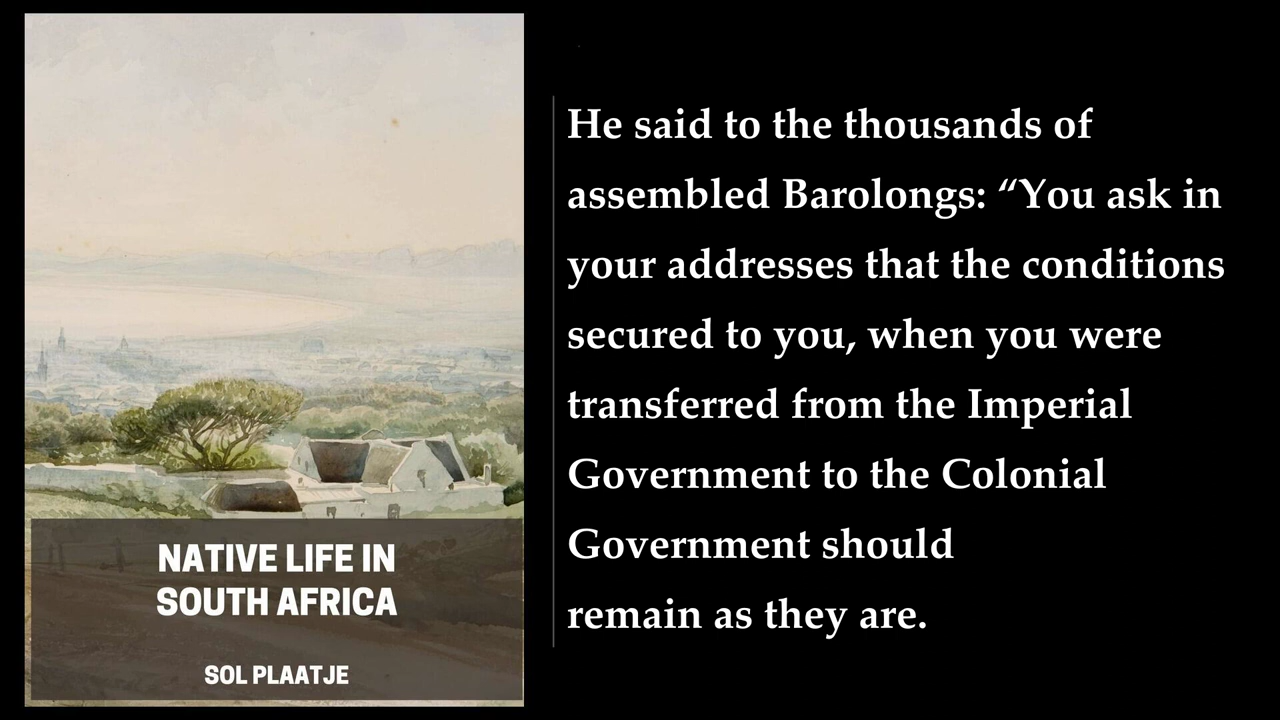 NATIVE LIFE IN
SOUTH AFRICA
SOL PLAATJE
He said to the thousands of
assembled Barolongs: “You ask in
your addresses that the conditions
secured to you, when you were
transferred from the Imperial
Government to the Colonial
Government should
remain as they are.